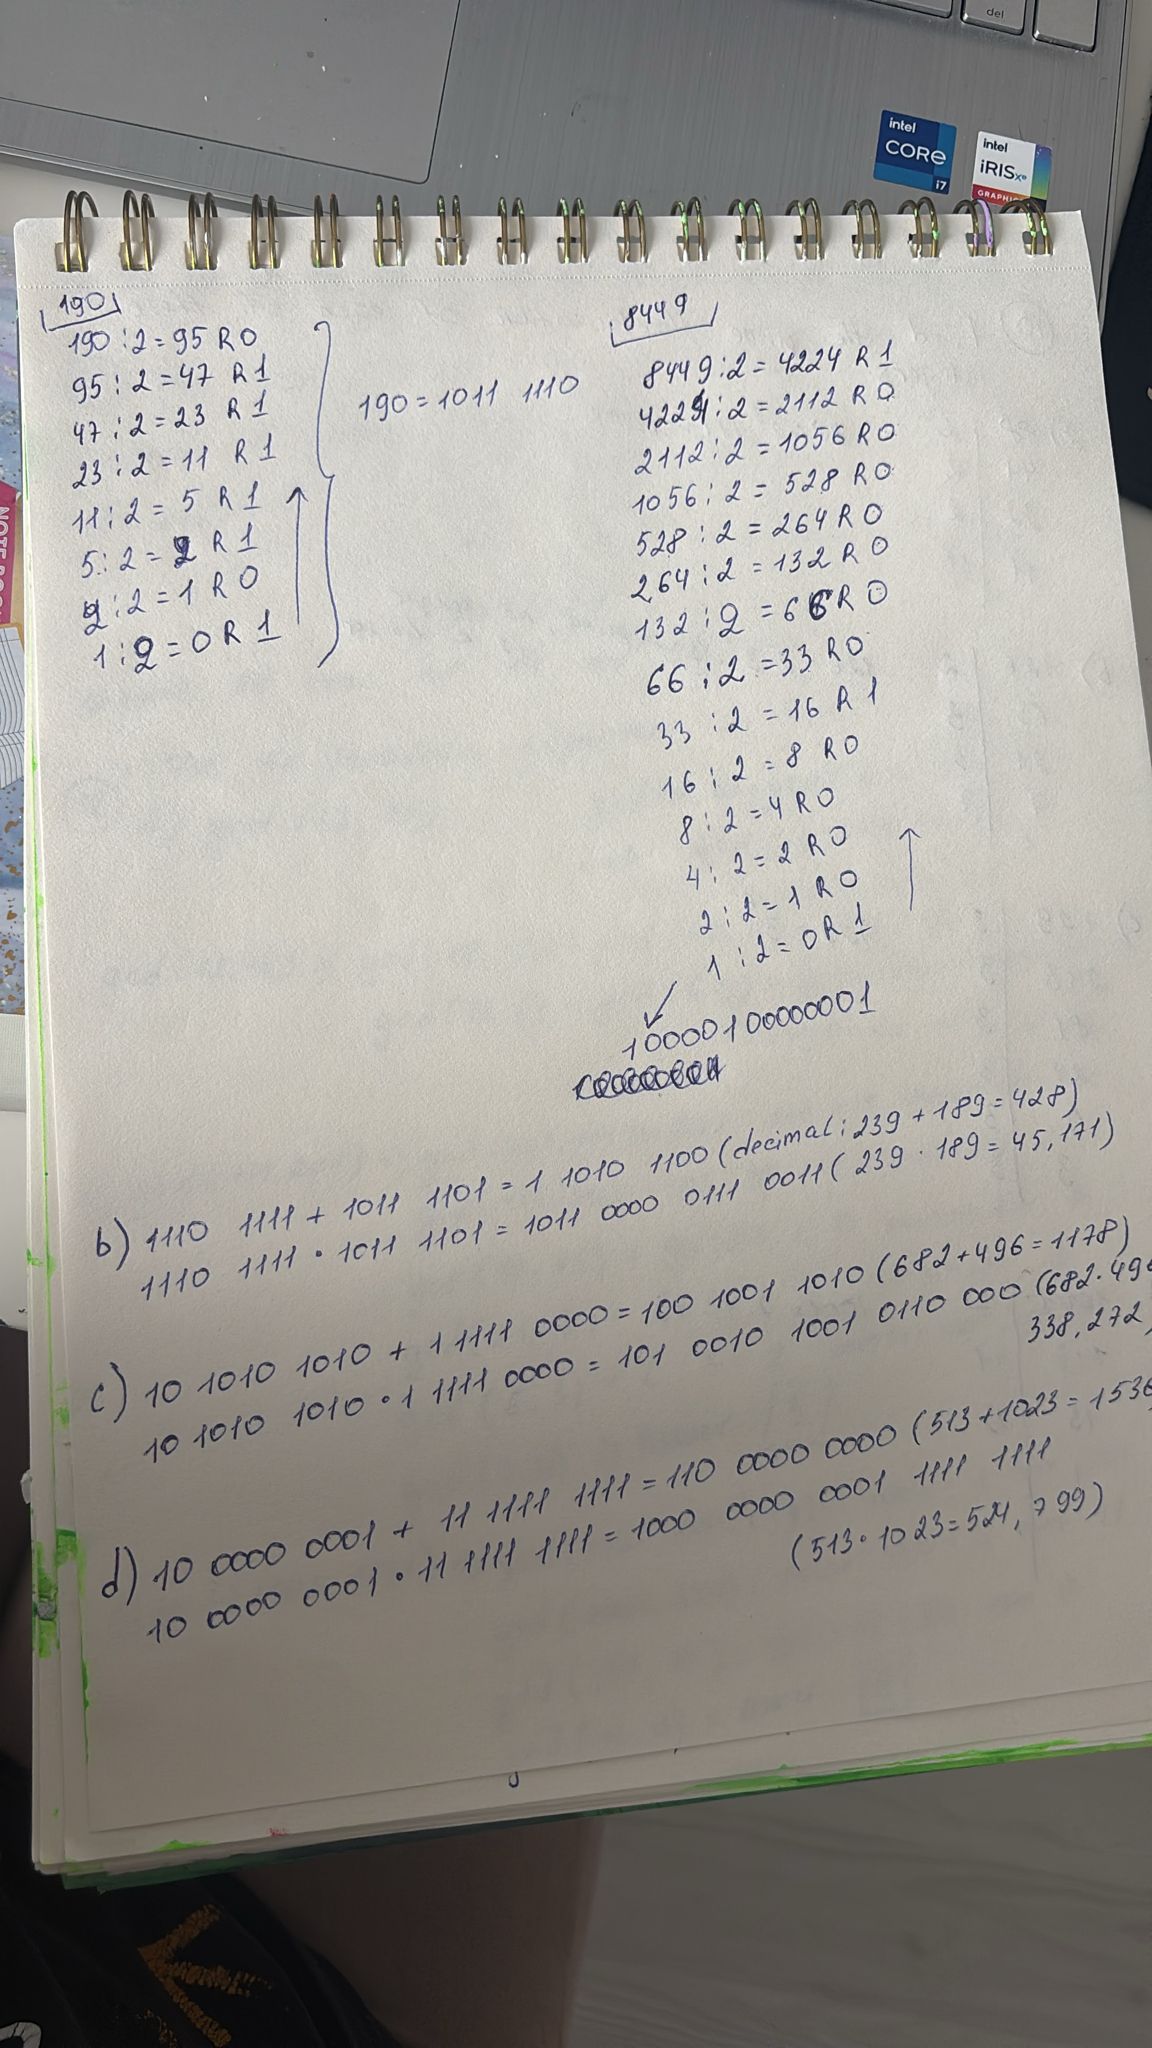 del
intel
CORe
i7
intel
iRISxe
GRAPHIC
190
190 : 2 = 95 R 0
95 : 2 = 47 R 1
47 : 2 = 23 R 1
23 : 2 = 11 R 1
11 : 2 = 5 R 1
5 : 2 = 2 R 1
2 : 2 = 1 R 0
1 : 2 = 0 R 1
190 = 1011 1110
8449
8449 : 2 = 4224 R 1
4224 : 2 = 2112 R 0
2112 : 2 = 1056 R 0
1056 : 2 = 528 R 0
528 : 2 = 264 R 0
264 : 2 = 132 R 0
132 : 2 = 66 R 0
66 : 2 = 33 R 0
33 : 2 = 16 R 1
16 : 2 = 8 R 0
8 : 2 = 4 R 0
4 : 2 = 2 R 0
2 : 2 = 1 R 0
1 : 2 = 0 R 1
10000100000001
b) 1110 1111 + 1011 1101 = 1 1010 1100 (decimal: 239 + 189 = 428)
1110 1111 · 1011 1101 = 1011 0000 0111 0011 (239 · 189 = 45,171)
c) 10 1010 1010 + 1 1111 0000 = 100 1001 1010 (682 + 496 = 1178)
10 1010 1010 · 1 1111 0000 = 101 0010 1001 0110 000 (682 · 496
338,272
d) 10 0000 0001 + 11 1111 1111 = 110 0000 0000 (513 + 1023 = 1536)
10 0000 0001 · 11 1111 1111 = 1000 0000 0001 1111 1111
(513 · 1023 = 524,799)